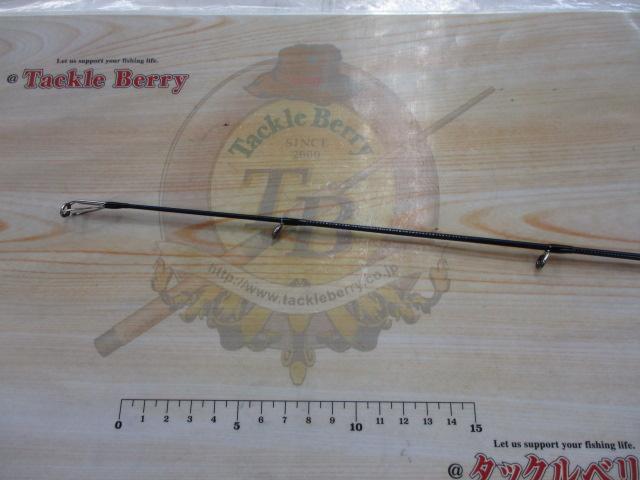 Let us support your fishing life.
@ Tackle Berry
Tackle Berry
SINCE
2000
TB
http://www.tackleberry.co.jp
0 1 2 3 4 5 6 7 8 9 10 11 12 13 14 15
Let us support your fishing life.
@ タックルベリ